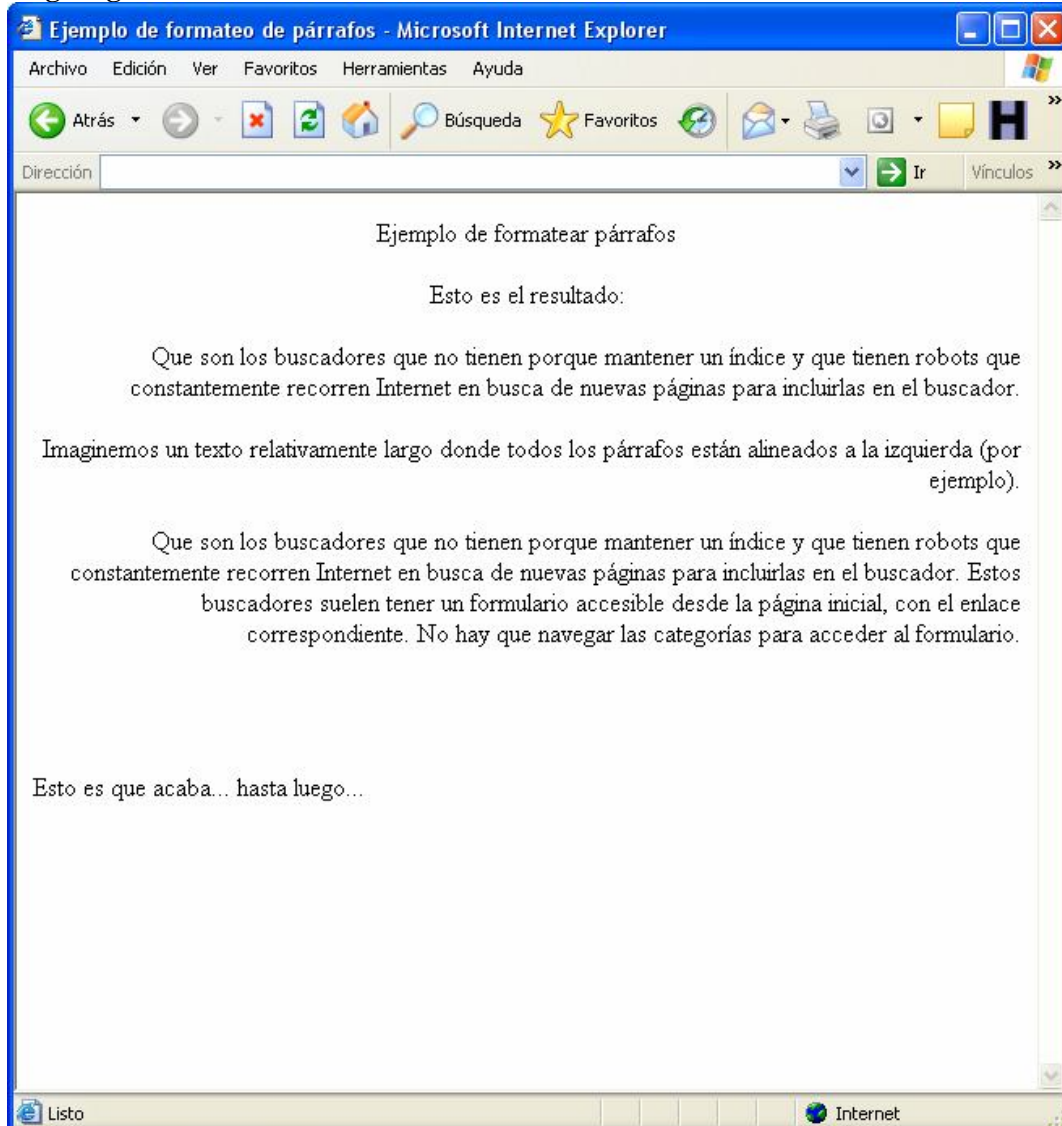 Ejemplo de formateo de párrafos - Microsoft Internet Explorer
Archivo Edición Ver Favoritos Herramientas Ayuda
Atrás Búsqueda Favoritos H »
Dirección Ir Vínculos »
Ejemplo de formatear párrafos
Esto es el resultado:
Que son los buscadores que no tienen porque mantener un índice y que tienen robots que
constantemente recorren Internet en busca de nuevas páginas para incluirlas en el buscador.
Imaginemos un texto relativamente largo donde todos los párrafos están alineados a la izquierda (por
ejemplo).
Que son los buscadores que no tienen porque mantener un índice y que tienen robots que
constantemente recorren Internet en busca de nuevas páginas para incluirlas en el buscador. Estos
buscadores suelen tener un formulario accesible desde la página inicial, con el enlace
correspondiente. No hay que navegar las categorías para acceder al formulario.
Esto es que acaba... hasta luego...
Listo Internet